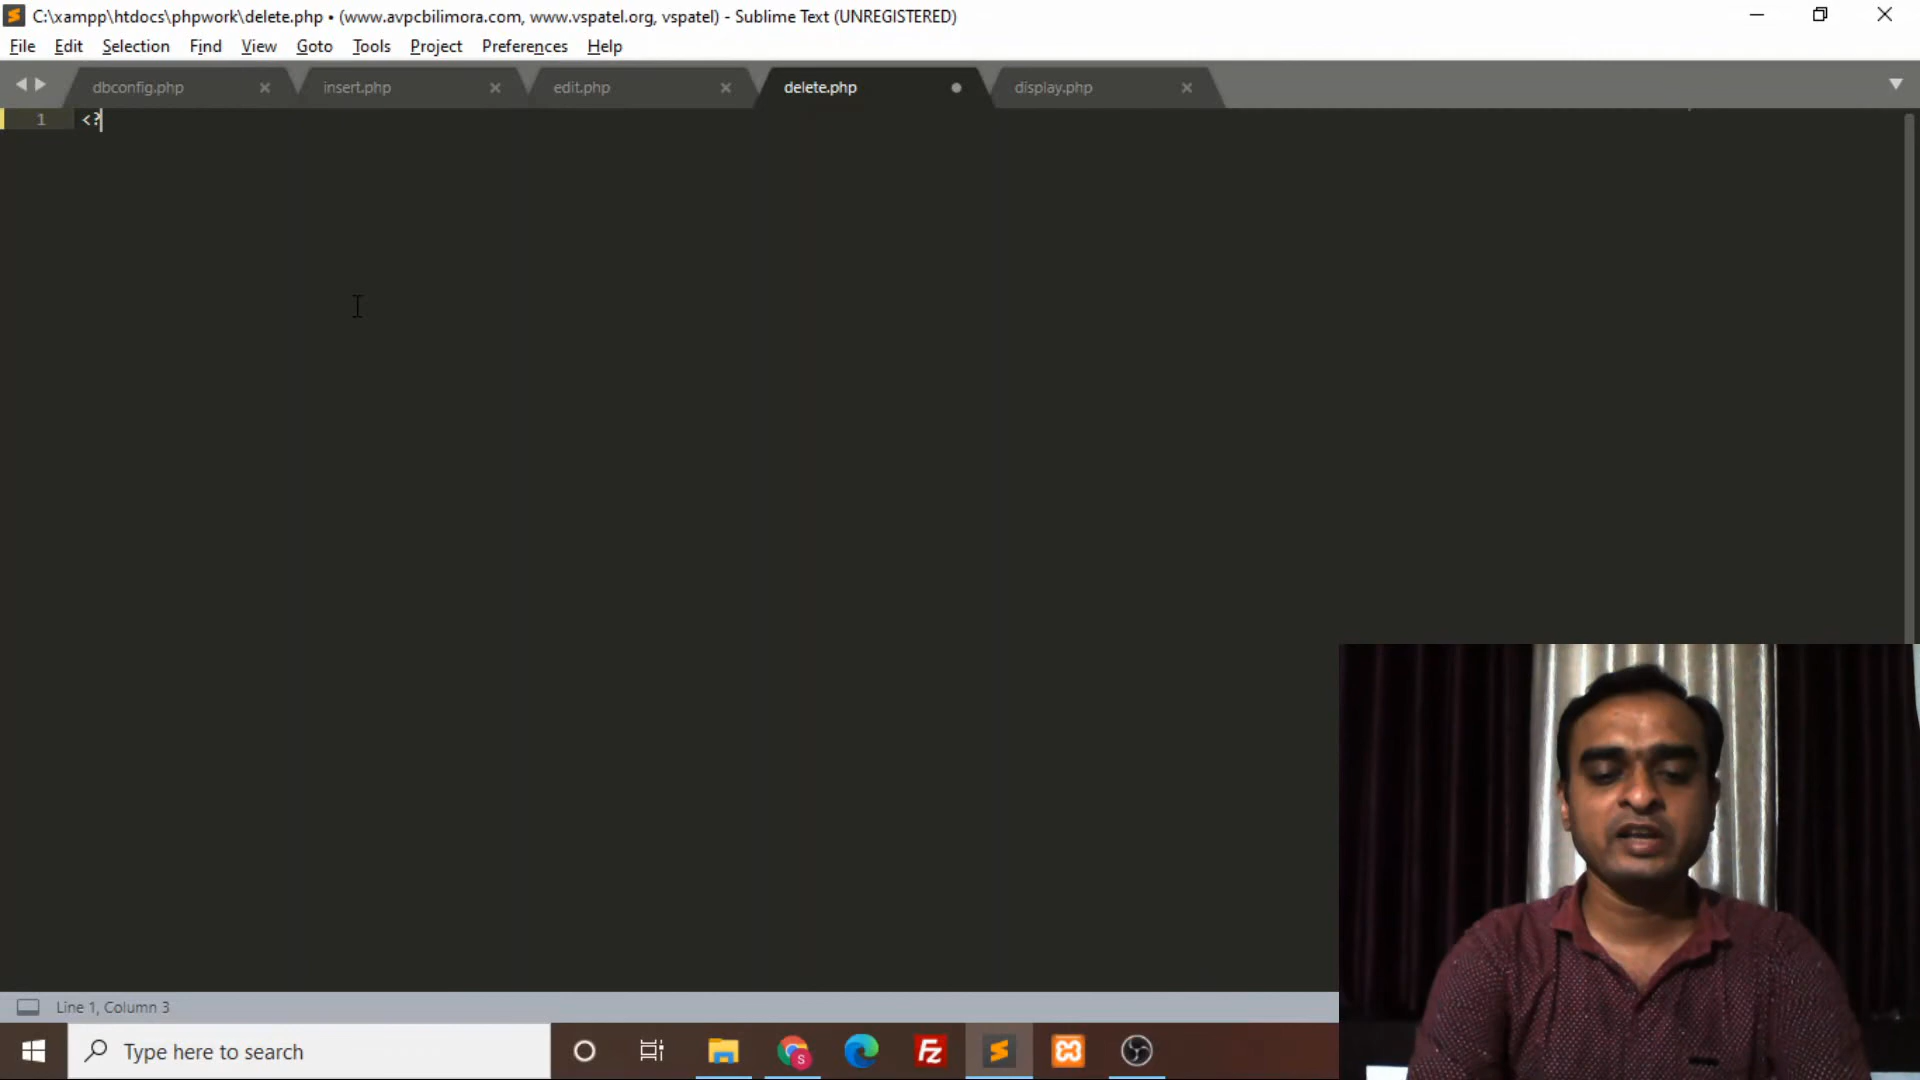 C:\xampp\htdocs\phpwork\delete.php • (www.avpcbilimora.com, www.vspatel.org, vspatel) - Sublime Text (UNREGISTERED)
File Edit Selection Find View Goto Tools Project Preferences Help
dbconfig.php insert.php edit.php delete.php display.php
1 <?
Line 1, Column 3
Type here to search